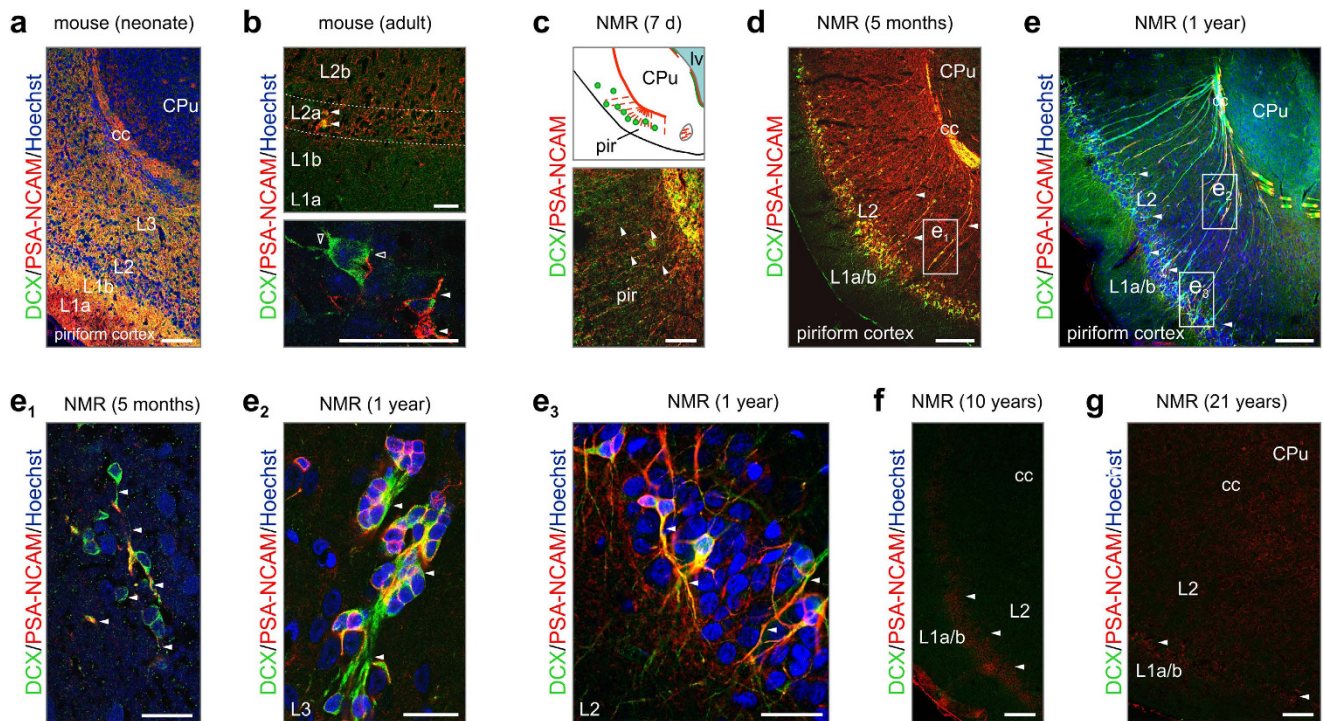 a
mouse (neonate)
DCX/PSA-NCAM/Hoechst
CPu
cc
L3
L2
L1b
L1a
piriform cortex
b
mouse (adult)
DCX/PSA-NCAM/Hoechst
L2b
L2a
L1b
L1a
c
NMR (7 d)
DCX/PSA-NCAM
lv
CPu
pir
pir
d
NMR (5 months)
DCX/PSA-NCAM
CPu
cc
L2
e1
L1a/b
piriform cortex
e
NMR (1 year)
DCX/PSA-NCAM/Hoechst
CPu
cc
L2
e2
L1a/b
e3
piriform cortex
e1
NMR (5 months)
DCX/PSA-NCAM/Hoechst
e2
NMR (1 year)
DCX/PSA-NCAM/Hoechst
L3
e3
NMR (1 year)
DCX/PSA-NCAM/Hoechst
L2
f
NMR (10 years)
DCX/PSA-NCAM/Hoechst
cc
L2
L1a/b
g
NMR (21 years)
DCX/PSA-NCAM/Hoechst
CPu
cc
L2
L1a/b